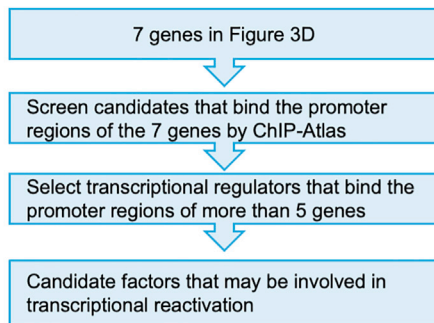 7 genes in Figure 3D
Screen candidates that bind the promoter
regions of the 7 genes by ChIP-Atlas
Select transcriptional regulators that bind the
promoter regions of more than 5 genes
Candidate factors that may be involved in
transcriptional reactivation